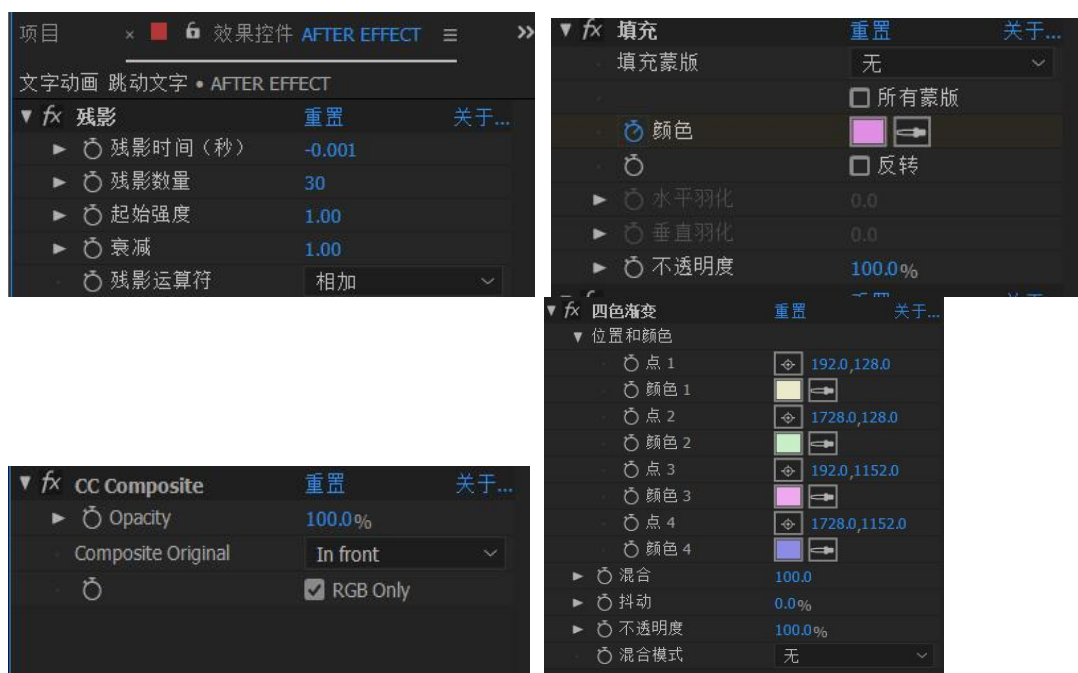 项目 × 效果控件 AFTER EFFECT ≡ »
文字动画 跳动文字 • AFTER EFFECT
fx 残影 重置 关于...
残影时间（秒） -0.001
残影数量 30
起始强度 1.00
衰减 1.00
残影运算符 相加
fx 填充 重置 关于...
填充蒙版 无
所有蒙版
颜色
反转
水平羽化 0.0
垂直羽化 0.0
不透明度 100.0%
fx CC Composite 重置 关于...
Opacity 100.0%
Composite Original In front
RGB Only
fx 四色渐变 重置 关于...
位置和颜色
点 1 192.0,128.0
颜色 1
点 2 1728.0,128.0
颜色 2
点 3 192.0,1152.0
颜色 3
点 4 1728.0,1152.0
颜色 4
混合 100.0
抖动 0.0%
不透明度 100.0%
混合模式 无